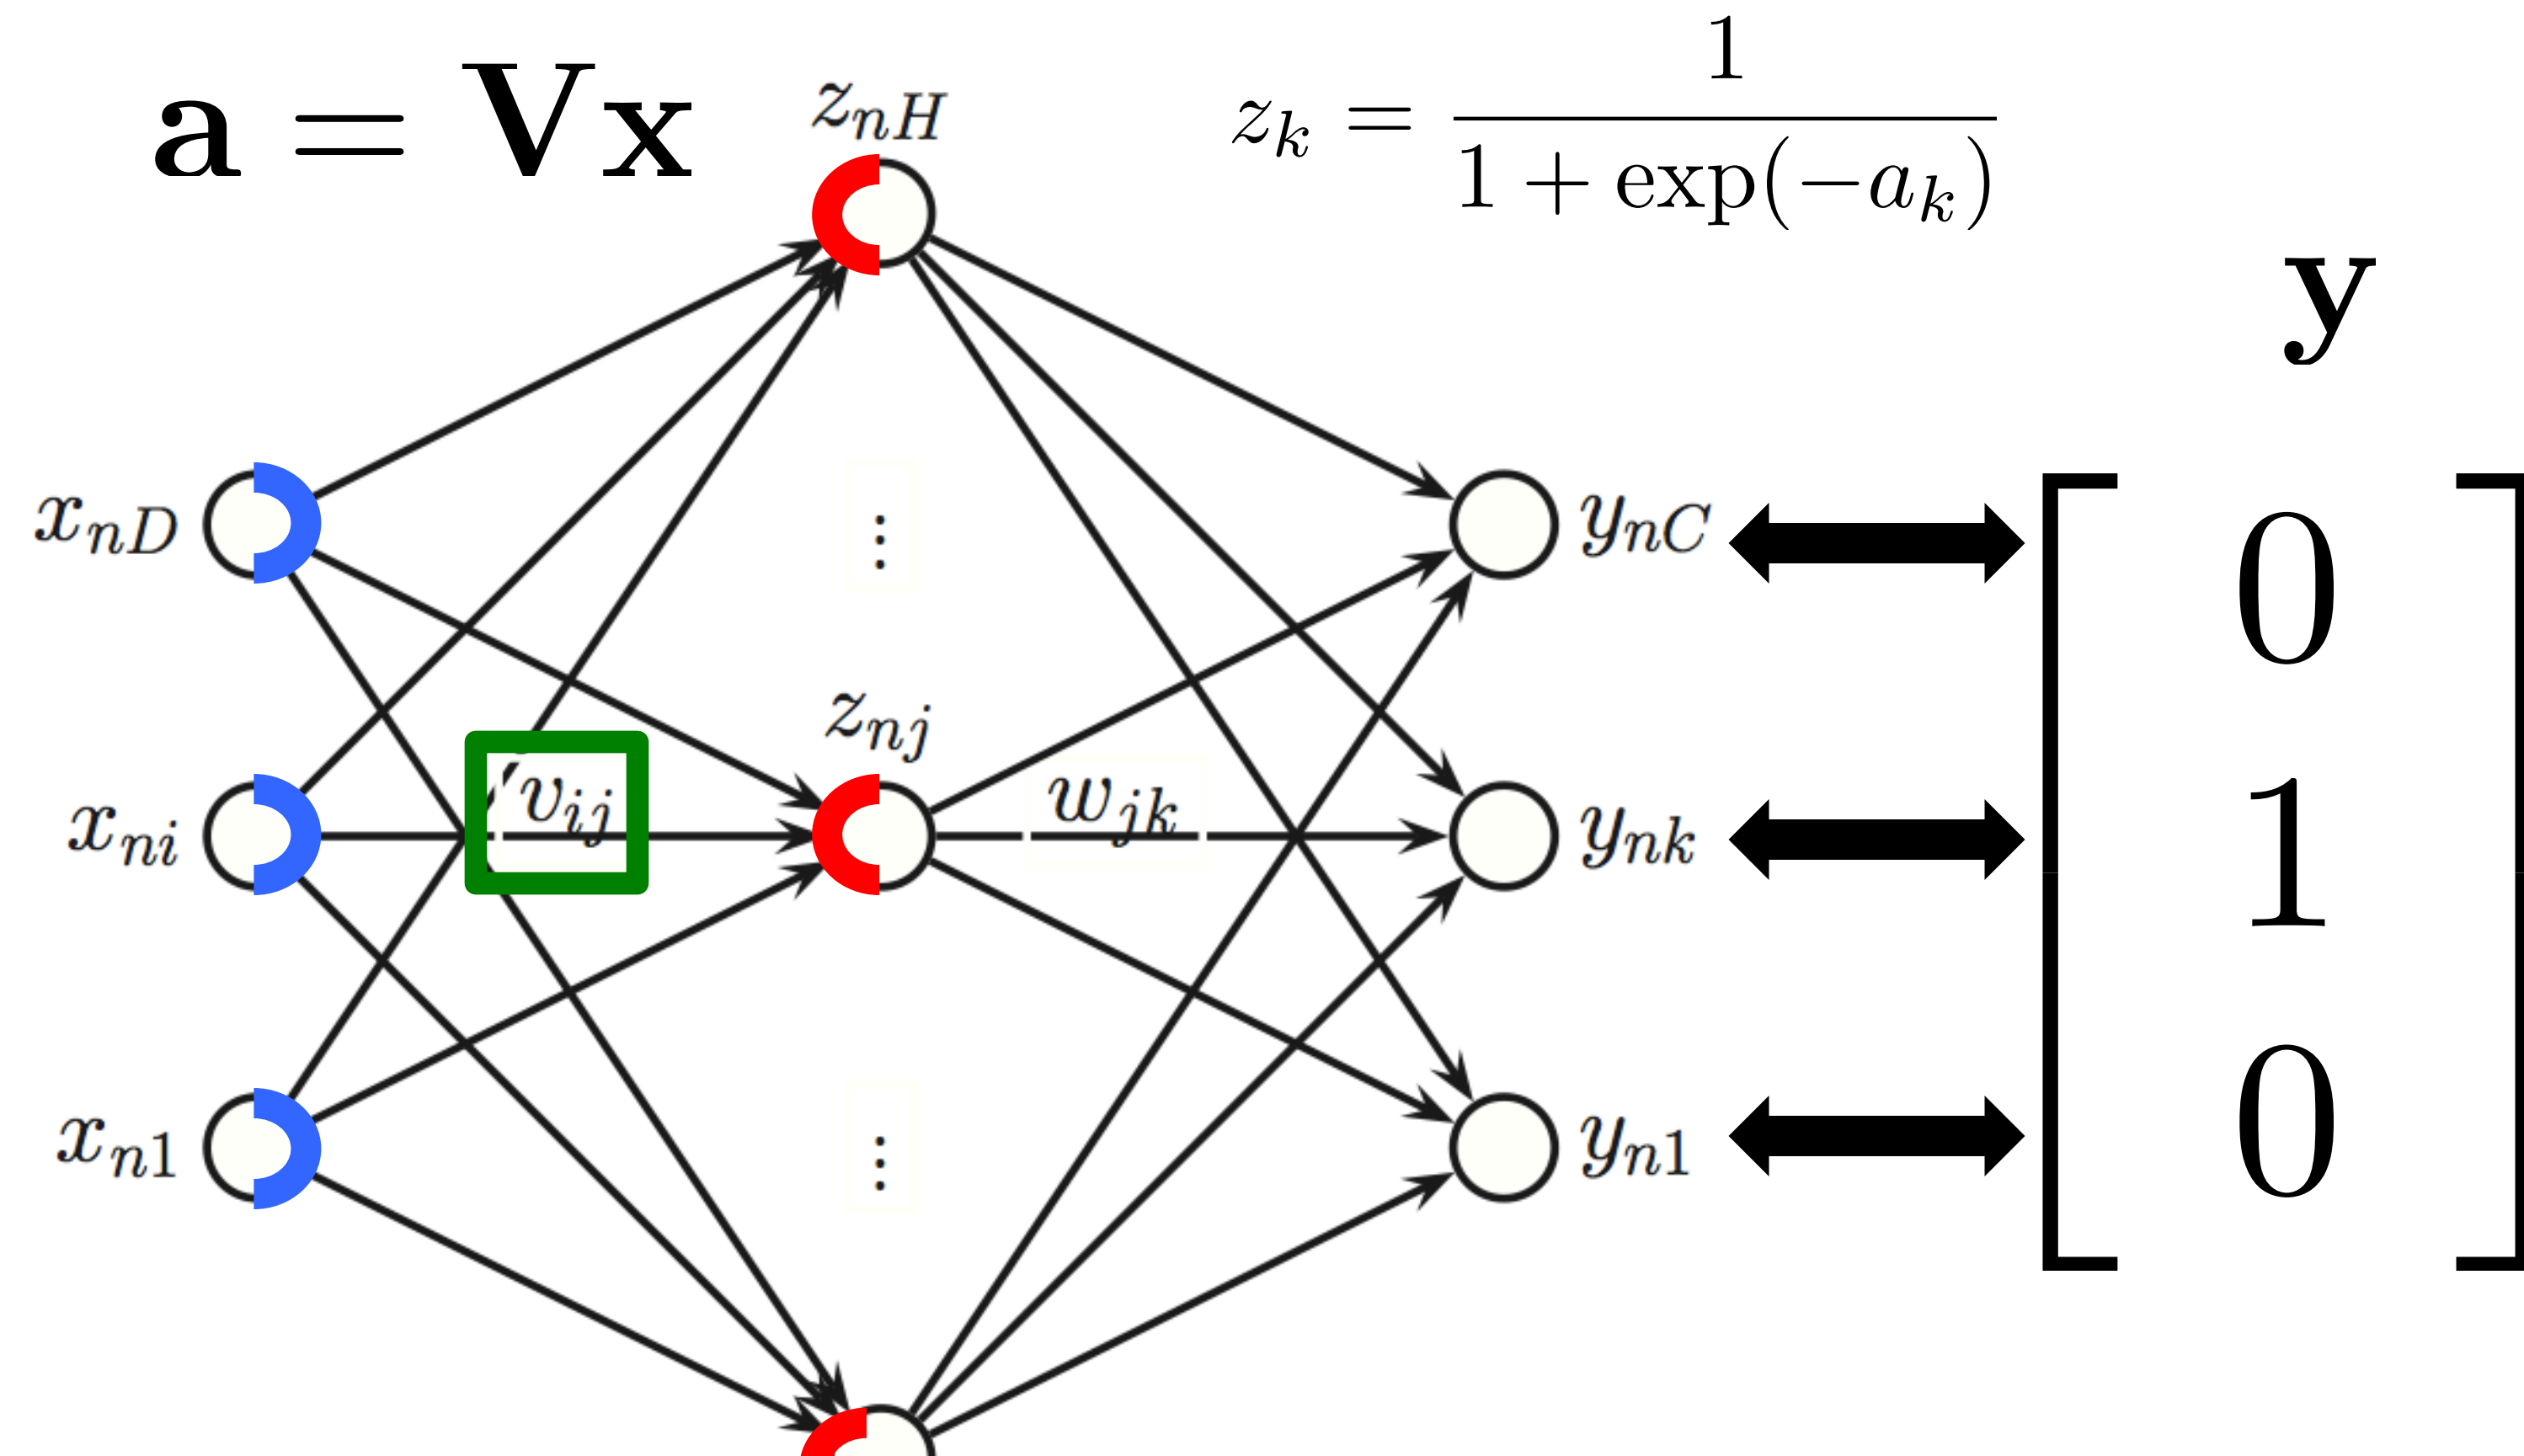 a = Vx
z_{nH}
z_k = \frac{1}{1 + \exp(-a_k)}
y
x_{nD}
⋮
y_{nC}
0
z_{nj}
x_{ni}
v_{ij}
w_{jk}
y_{nk}
1
x_{n1}
⋮
y_{n1}
0